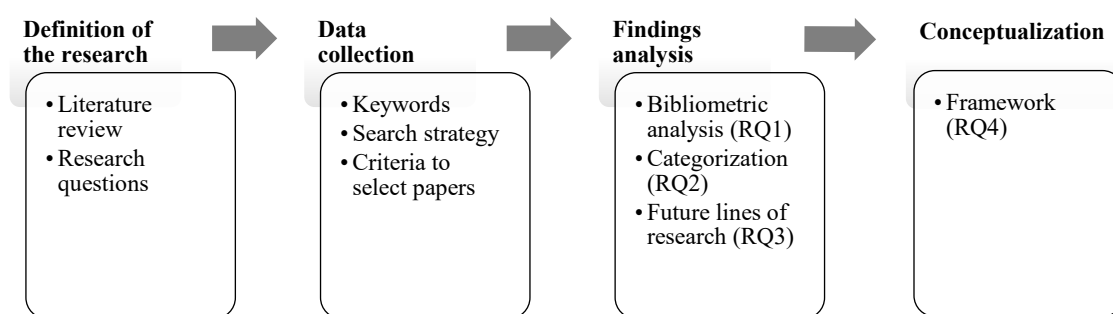 Definition of
the research
• Literature
review
• Research
questions
Data
collection
• Keywords
• Search strategy
• Criteria to
select papers
Findings
analysis
• Bibliometric
analysis (RQ1)
• Categorization
(RQ2)
• Future lines of
research (RQ3)
Conceptualization
• Framework
(RQ4)